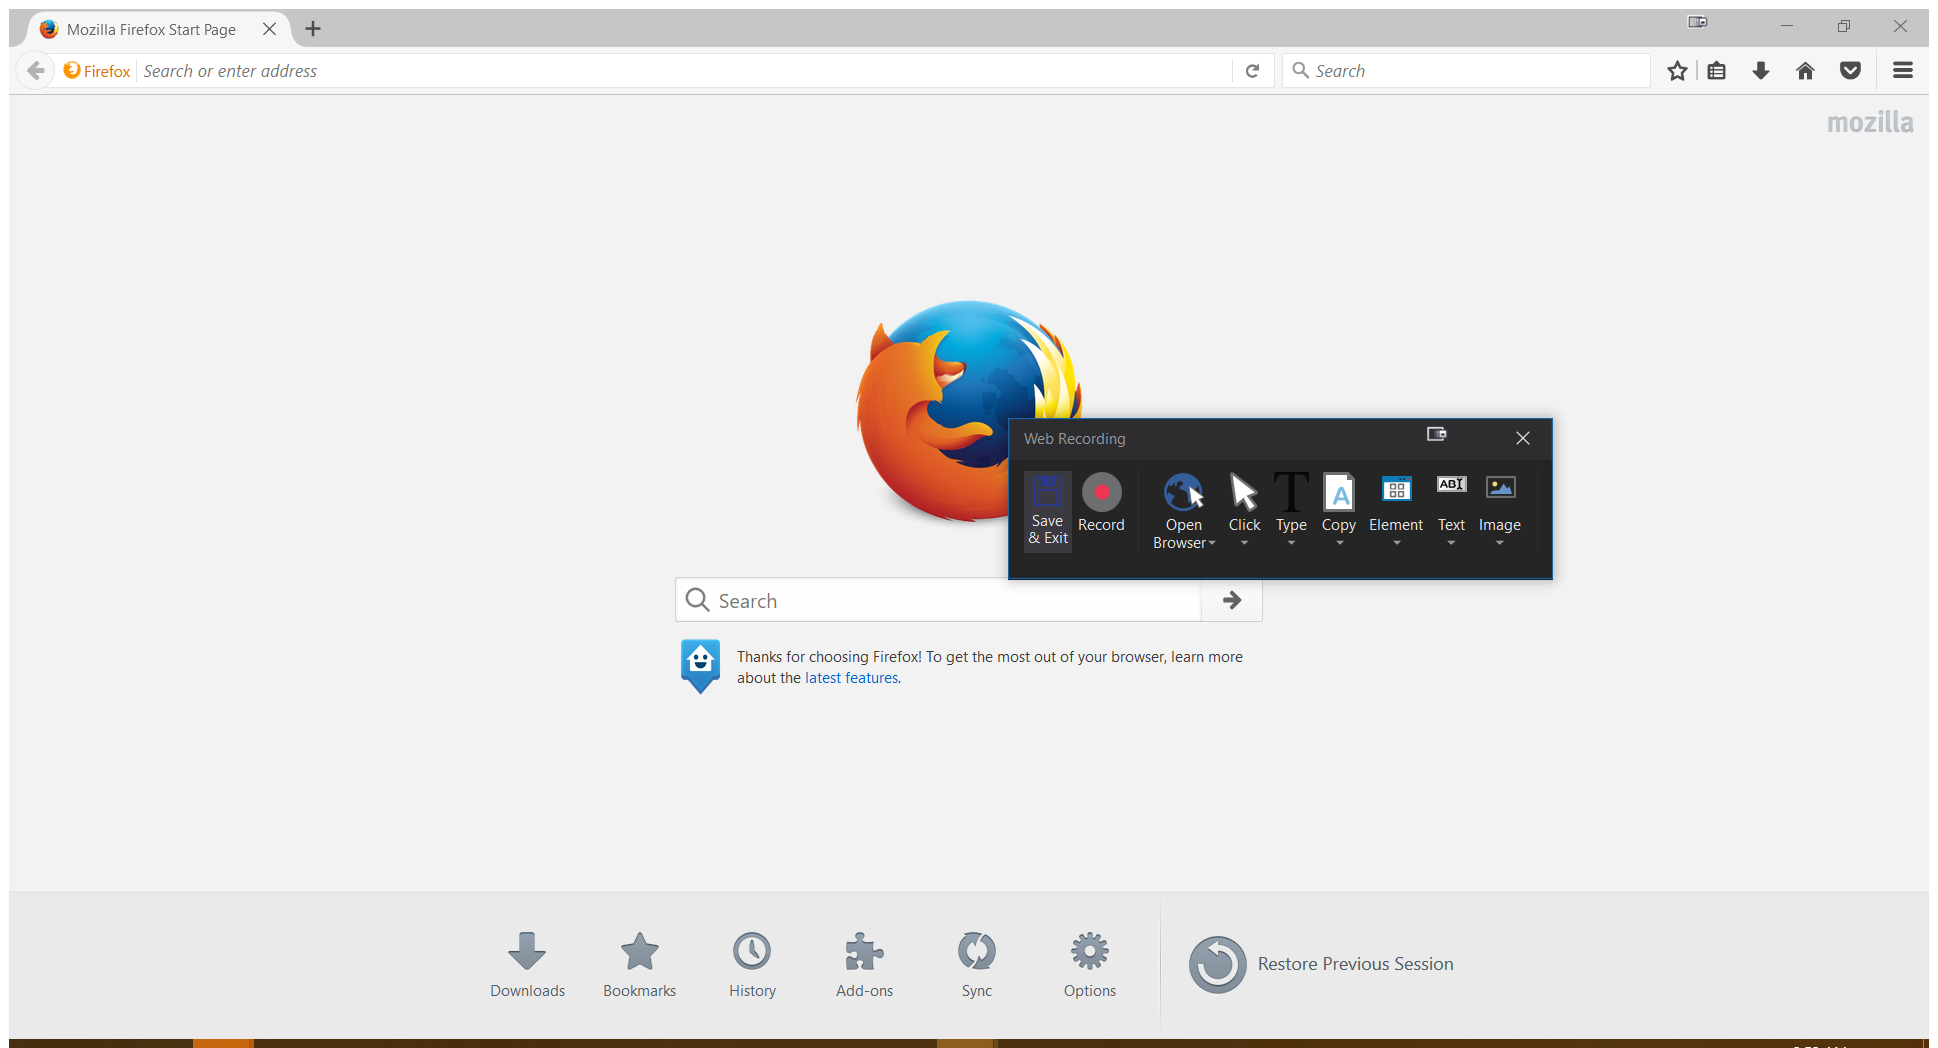 Mozilla Firefox Start Page
Firefox Search or enter address
Search
mozilla
Web Recording
Save & Exit
Record
Open Browser
Click
Type
Copy
Element
Text
Image
A
ABI
Search
Thanks for choosing Firefox! To get the most out of your browser, learn more
about the latest features.
Downloads
Bookmarks
History
Add-ons
Sync
Options
Restore Previous Session